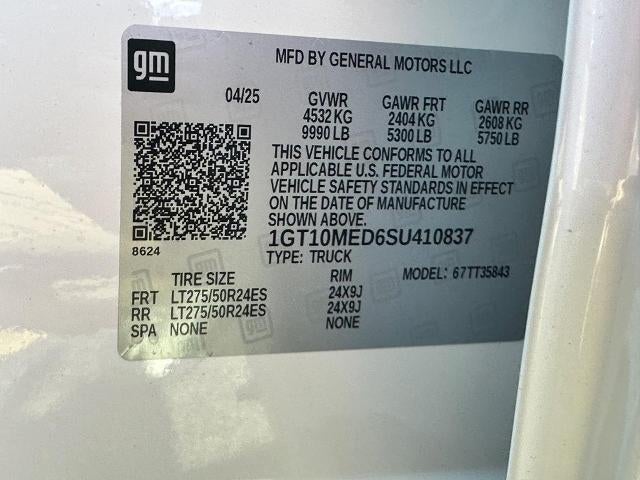 gm
MFD BY GENERAL MOTORS LLC
04/25 GVWR GAWR FRT GAWR RR
4532 KG 2404 KG 2608 KG
9990 LB 5300 LB 5750 LB
THIS VEHICLE CONFORMS TO ALL
APPLICABLE U.S. FEDERAL MOTOR
VEHICLE SAFETY STANDARDS IN EFFECT
ON THE DATE OF MANUFACTURE
SHOWN ABOVE.
8624
1GT10MED6SU410837
TYPE: TRUCK MODEL: 67TT35843
TIRE SIZE RIM
FRT LT275/50R24ES 24X9J
RR LT275/50R24ES 24X9J
SPA NONE NONE